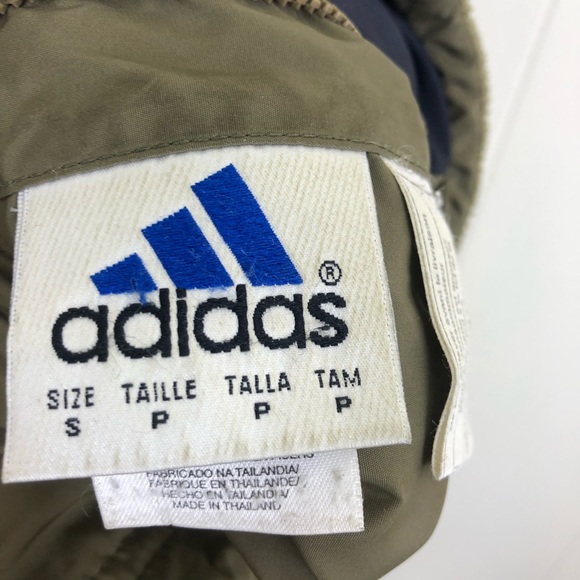 adidas®
SIZE TAILLE TALLA TAM
S P P P
FABRICADO NA TAILANDIA/
FABRIQUE EN THAILANDE/
HECHO EN TAILANDIA/
MADE IN THAILAND